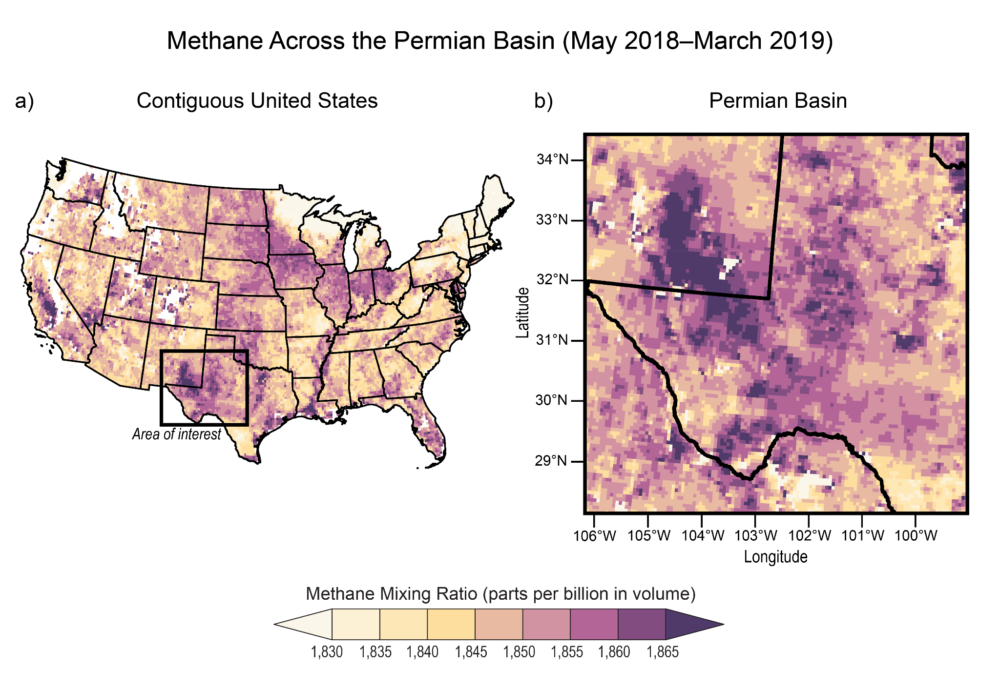 Methane Across the Permian Basin (May 2018–March 2019)
a)
Contiguous United States
Area of interest
b)
Permian Basin
Latitude
34°N
33°N
32°N
31°N
30°N
29°N
106°W 105°W 104°W 103°W 102°W 101°W 100°W
Longitude
Methane Mixing Ratio (parts per billion in volume)
1,830 1,835 1,840 1,845 1,850 1,855 1,860 1,865